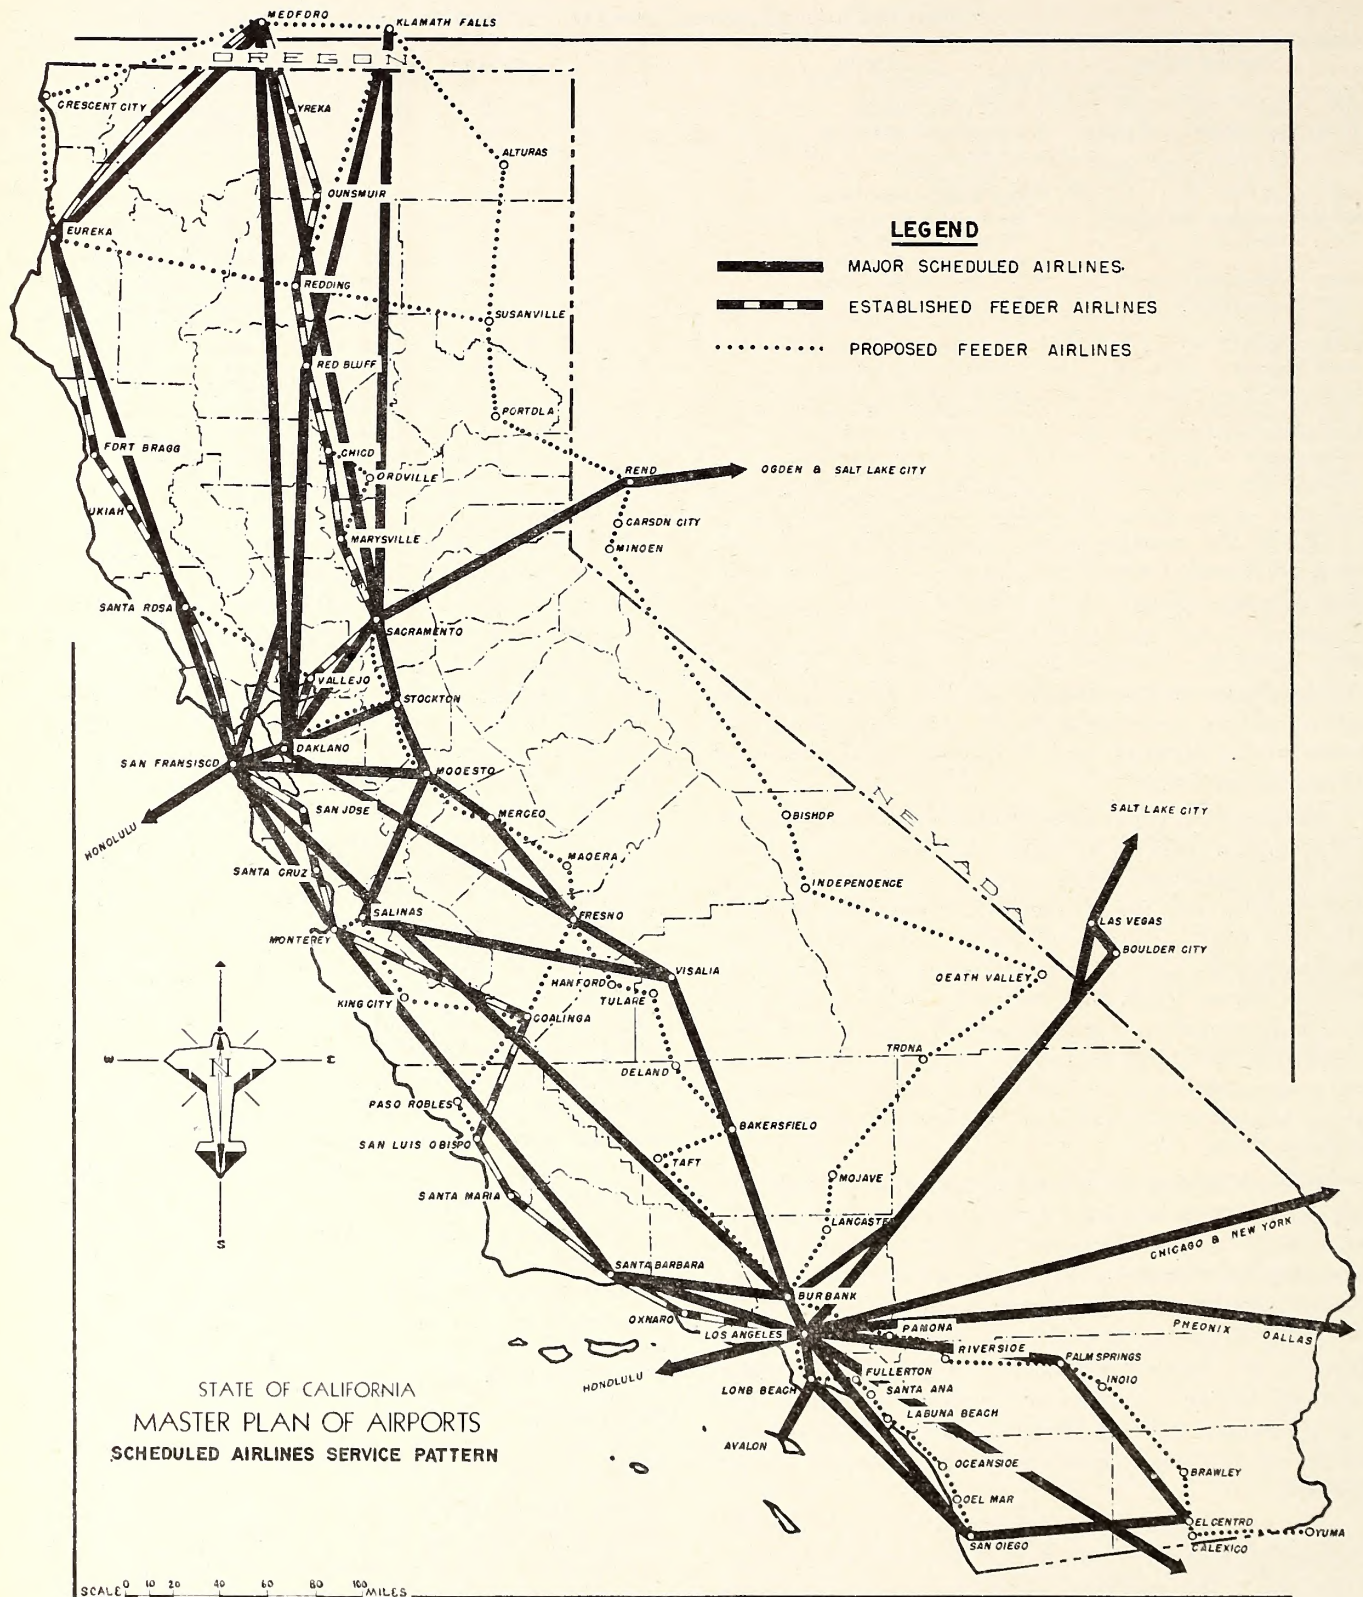 MEDFORD
KLAMATH FALLS
OREGON
CRESCENT CITY
YREKA
ALTURAS
DUNSMUIR
EUREKA
LEGEND
MAJOR SCHEDULED AIRLINES.
ESTABLISHED FEEDER AIRLINES
PROPOSED FEEDER AIRLINES
REDDING
SUSANVILLE
RED BLUFF
PORTOLA
FORT BRAGG
CHICO
OROVILLE
RENO
OGDEN & SALT LAKE CITY
UKIAH
CARSON CITY
MARYSVILLE
MINDEN
SANTA ROSA
SACRAMENTO
VALLEJO
STOCKTON
OAKLAND
SAN FRANSISCO
MODESTO
HONOLULU
SAN JOSE
MERCED
BISHOP
NEVADA
SALT LAKE CITY
SANTA CRUZ
MADERA
INDEPENDENCE
SALINAS
FRESNO
LAS VEGAS
MONTEREY
BOULDER CITY
VISALIA
DEATH VALLEY
HANFORD
TULARE
KING CITY
COALINGA
TRONA
W
N
E
S
DELANO
PASO ROBLES
BAKERSFIELD
SAN LUIS OBISPO
TAFT
MOJAVE
SANTA MARIA
LANCASTER
CHICAGO & NEW YORK
SANTA BARBARA
BURBANK
OXNARD
LOS ANGELES
PAMONA
PHEONIX
DALLAS
RIVERSIDE
PALM SPRINGS
HONOLULU
FULLERTON
INDIO
LONG BEACH
SANTA ANA
LAGUNA BEACH
AVALON
OCEANSIDE
BRAWLEY
DEL MAR
EL CENTRO
YUMA
SAN DIEGO
CALEXICO
STATE OF CALIFORNIA
MASTER PLAN OF AIRPORTS
SCHEDULED AIRLINES SERVICE PATTERN
SCALE 0 10 20 40 60 80 100 MILES